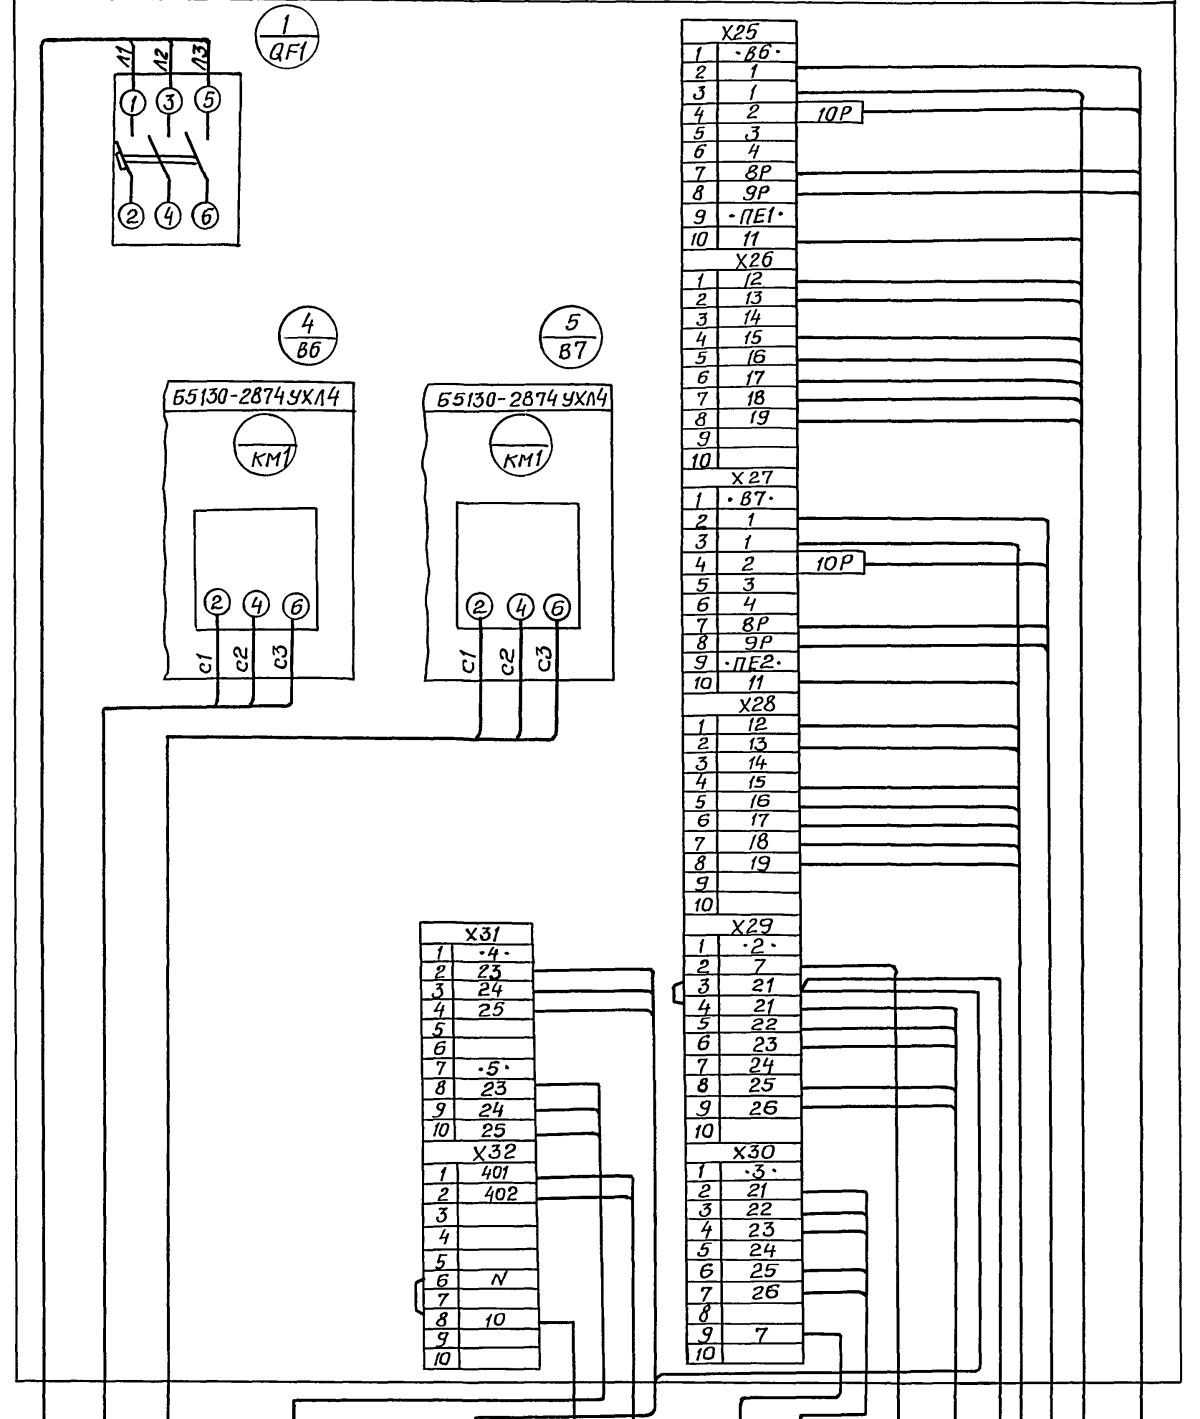 1
QF1
Л1 Л2 Л3
1 3 5
2 4 6
4
В6
Б5130-2874УХЛ4
КМ1
2 4 6
С1 С2 С3
5
В7
Б5130-2874УХЛ4
КМ1
2 4 6
С1 С2 С3
Х25
1 ·В6·
2 1
3 1
4 2 10Р
5 3
6 4
7 8Р
8 9Р
9 ·ПЕ1·
10 11
Х26
1 12
2 13
3 14
4 15
5 16
6 17
7 18
8 19
9
10
Х27
1 ·В7·
2 1
3 1
4 2 10Р
5 3
6 4
7 8Р
8 9Р
9 ·ПЕ2·
10 11
Х28
1 12
2 13
3 14
4 15
5 16
6 17
7 18
8 19
9
10
Х29
1 ·2·
2 7
3 21
4 21
5 22
6 23
7 24
8 25
9 26
10
Х30
1 ·3·
2 21
3 22
4 23
5 24
6 25
7 26
8
9 7
10
Х31
1 ·4·
2 23
3 24
4 25
5
6
7 ·5·
8 23
9 24
10 25
Х32
1 401
2 402
3
4
5
6 N
7
8 10
9
10